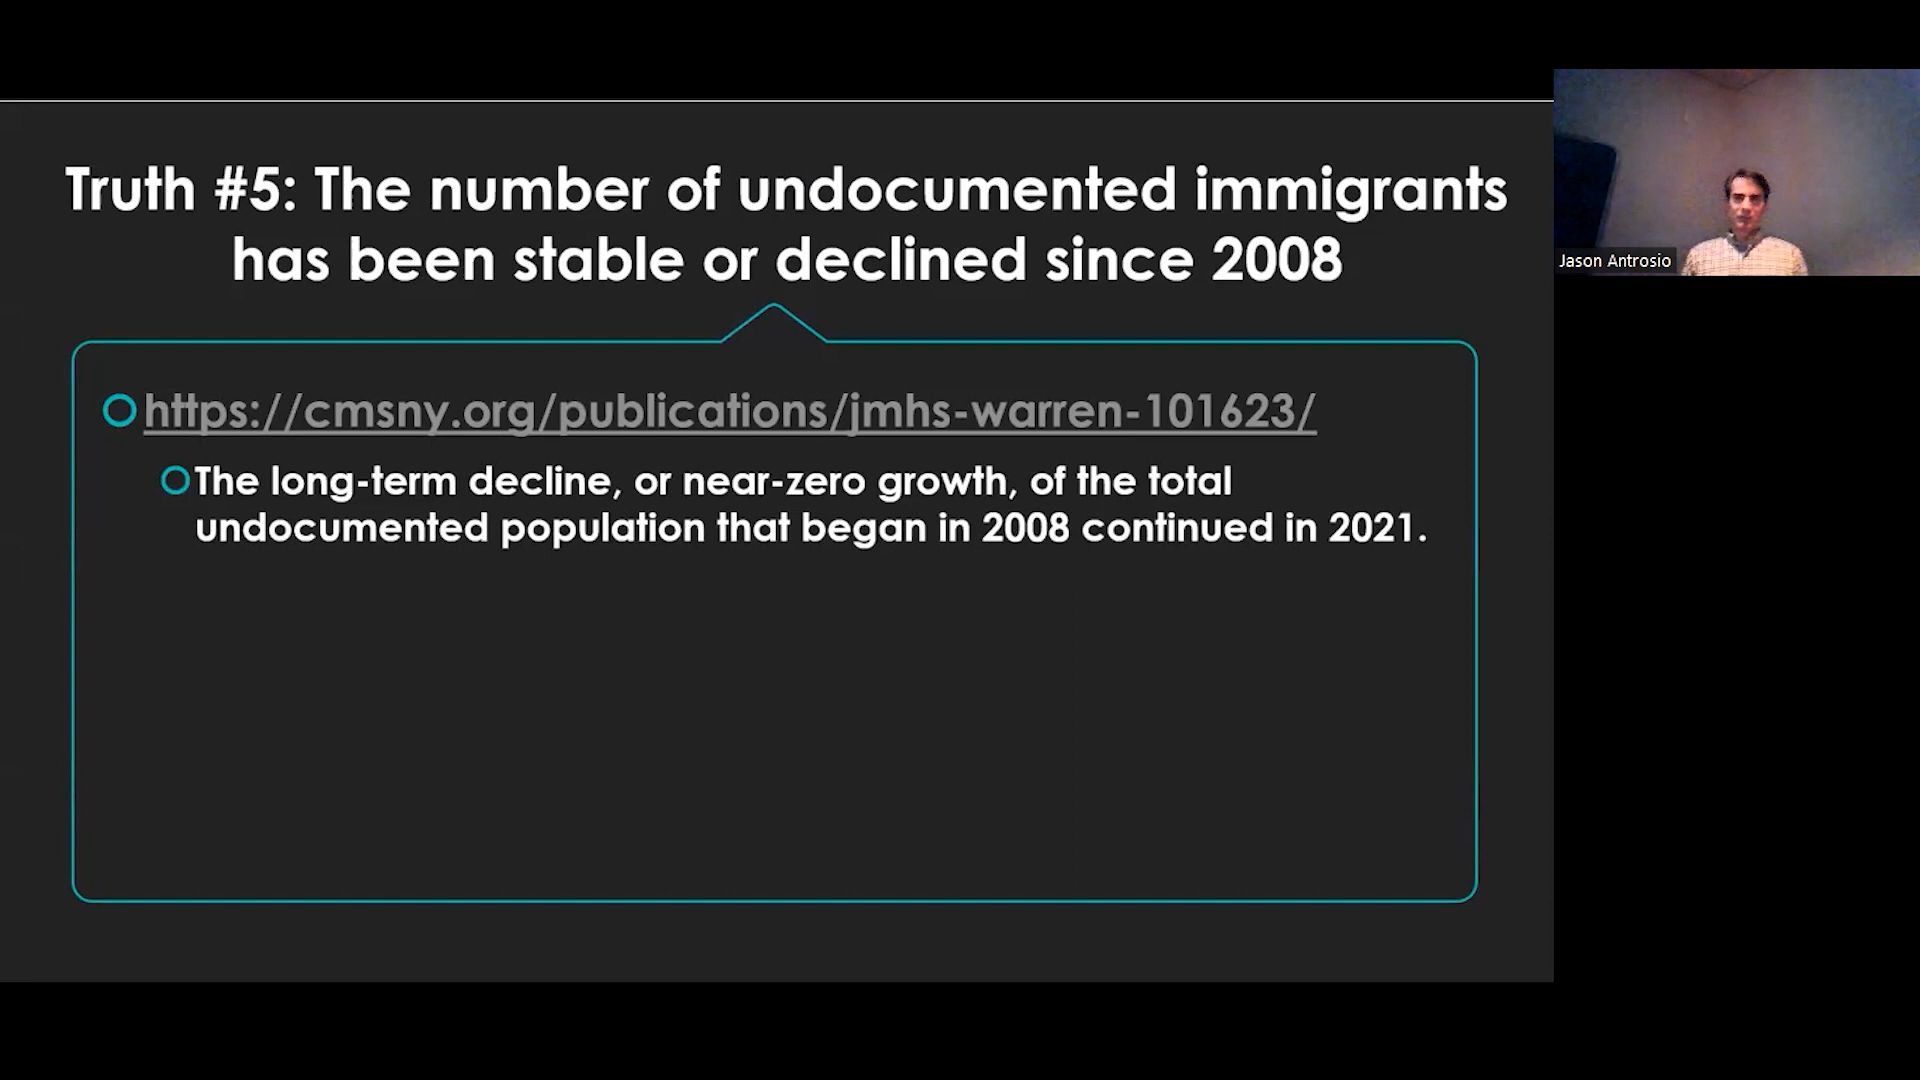 Truth #5: The number of undocumented immigrants
has been stable or declined since 2008
https://cmsny.org/publications/jmhs-warren-101623/
The long-term decline, or near-zero growth, of the total
undocumented population that began in 2008 continued in 2021.
Jason Antrosio